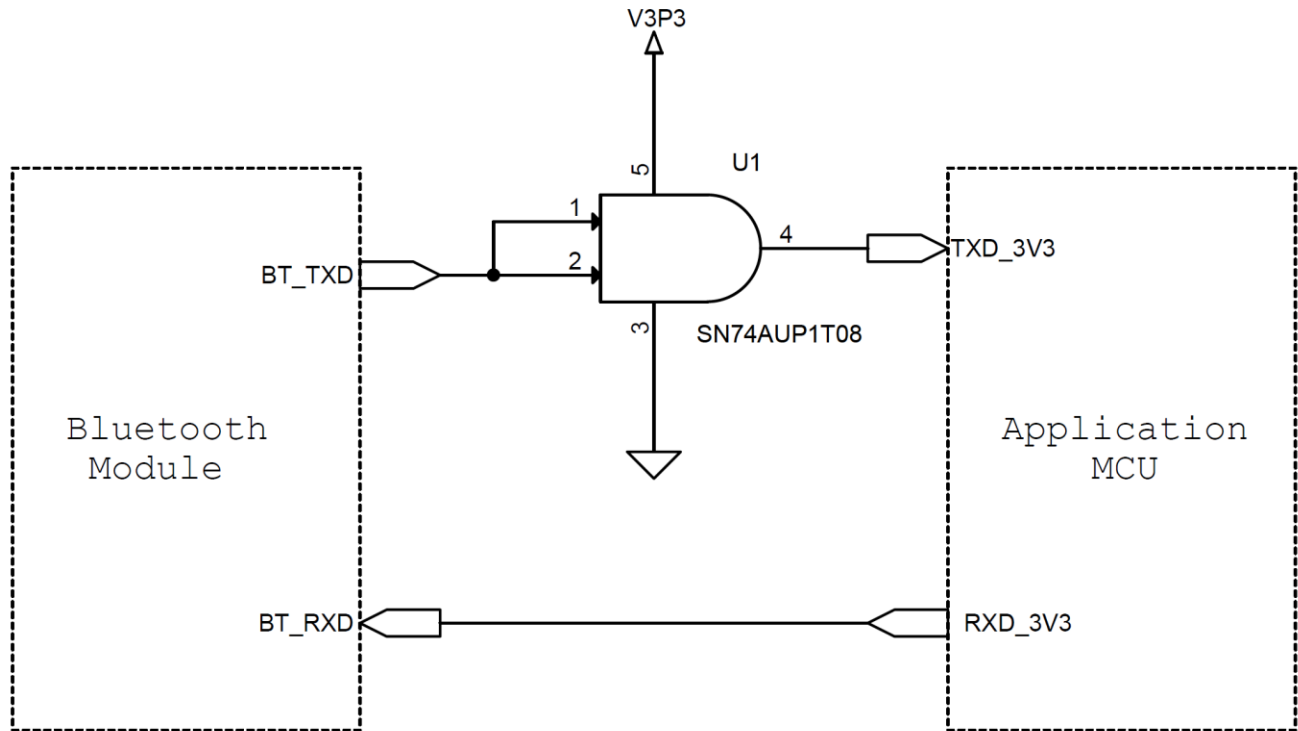 V3P3
5
U1
1
2
4
BT_TXD
TXD_3V3
3
SN74AUP1T08
Bluetooth
Module
Application
MCU
BT_RXD
RXD_3V3